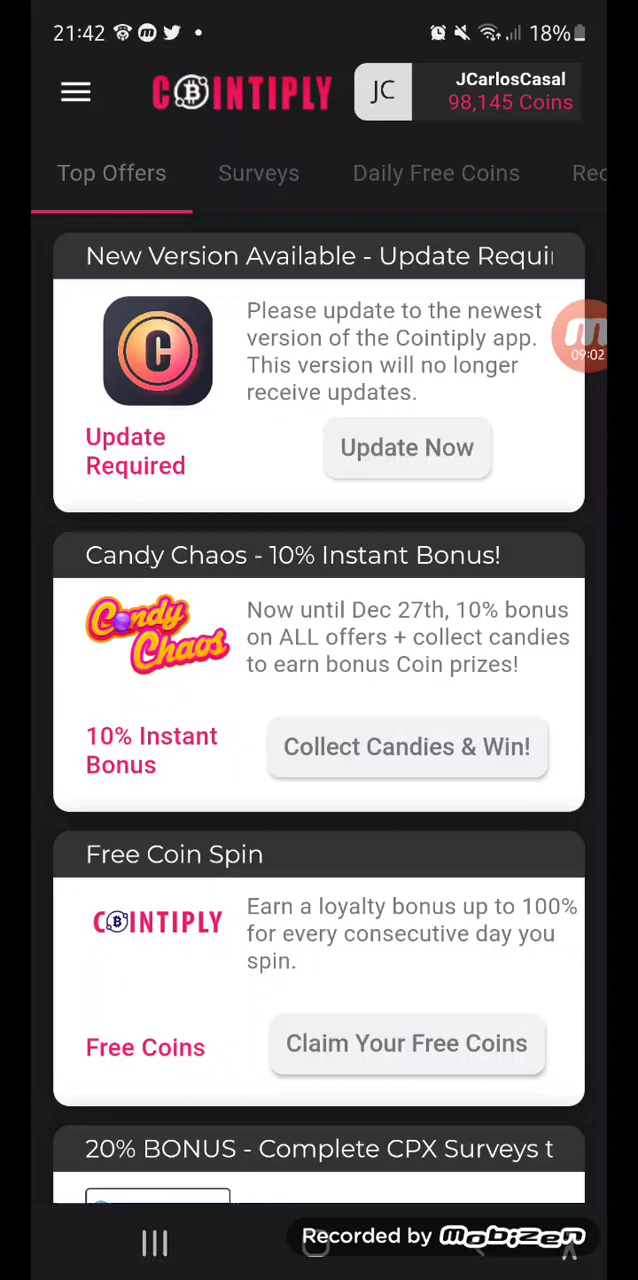 21:42 18%
COINTIPLY JC JCarlosCasal
98,145 Coins
Top Offers Surveys Daily Free Coins Rec
New Version Available - Update Requi
Please update to the newest
version of the Cointiply app.
This version will no longer
receive updates.
m
09:02
C
Update
Required
Update Now
Candy Chaos - 10% Instant Bonus!
Candy
Chaos
Now until Dec 27th, 10% bonus
on ALL offers + collect candies
to earn bonus Coin prizes!
10% Instant
Bonus
Collect Candies & Win!
Free Coin Spin
COINTIPLY
Earn a loyalty bonus up to 100%
for every consecutive day you
spin.
Free Coins
Claim Your Free Coins
20% BONUS - Complete CPX Surveys t
Recorded by mobizen